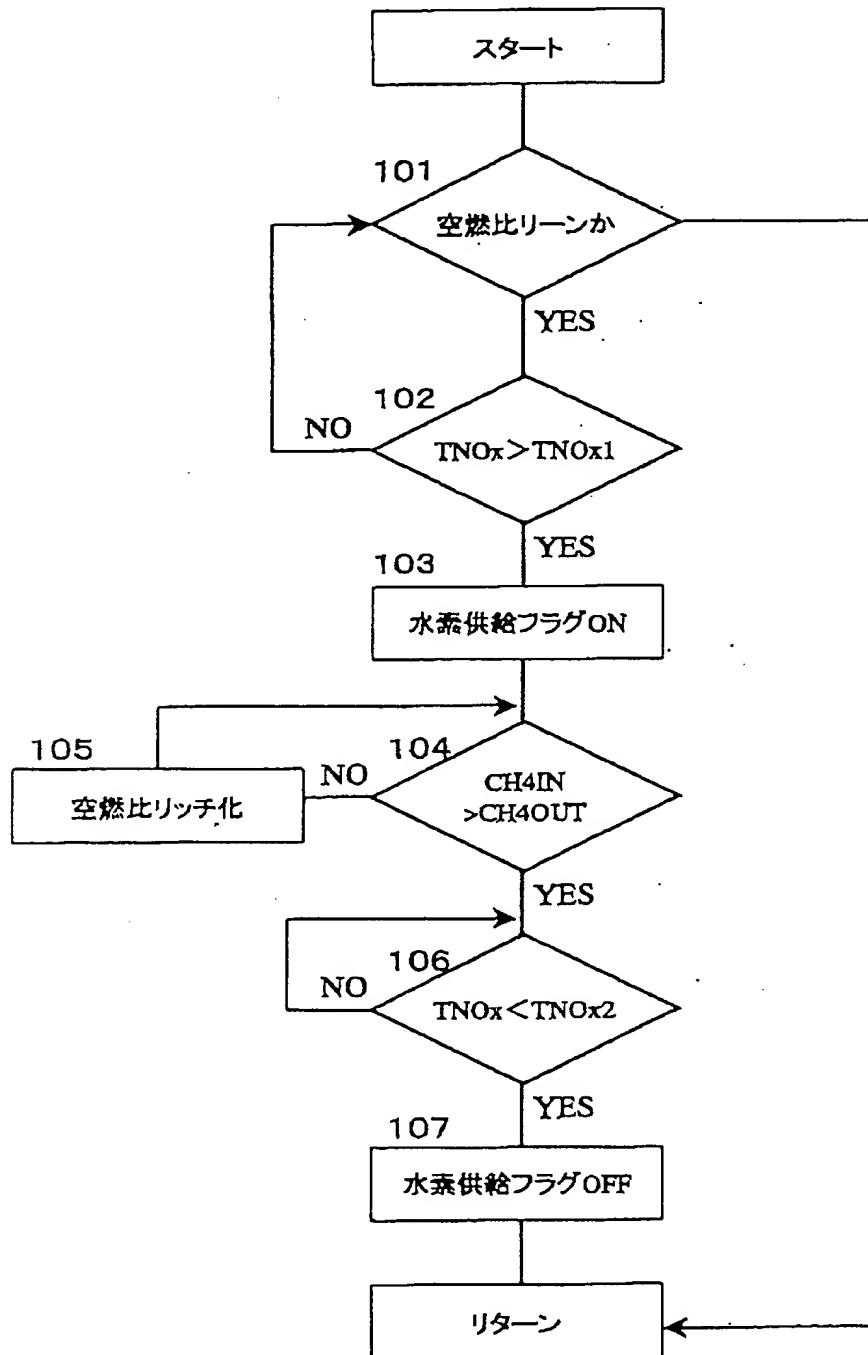 スタート
101
空燃比リーンか
YES
102
NO
TNOx>TNOx1
YES
103
水素供給フラグON
105
104
空燃比リッチ化
NO
CH4IN
>CH4OUT
YES
106
NO
TNOx<TNOx2
YES
107
水素供給フラグOFF
リターン